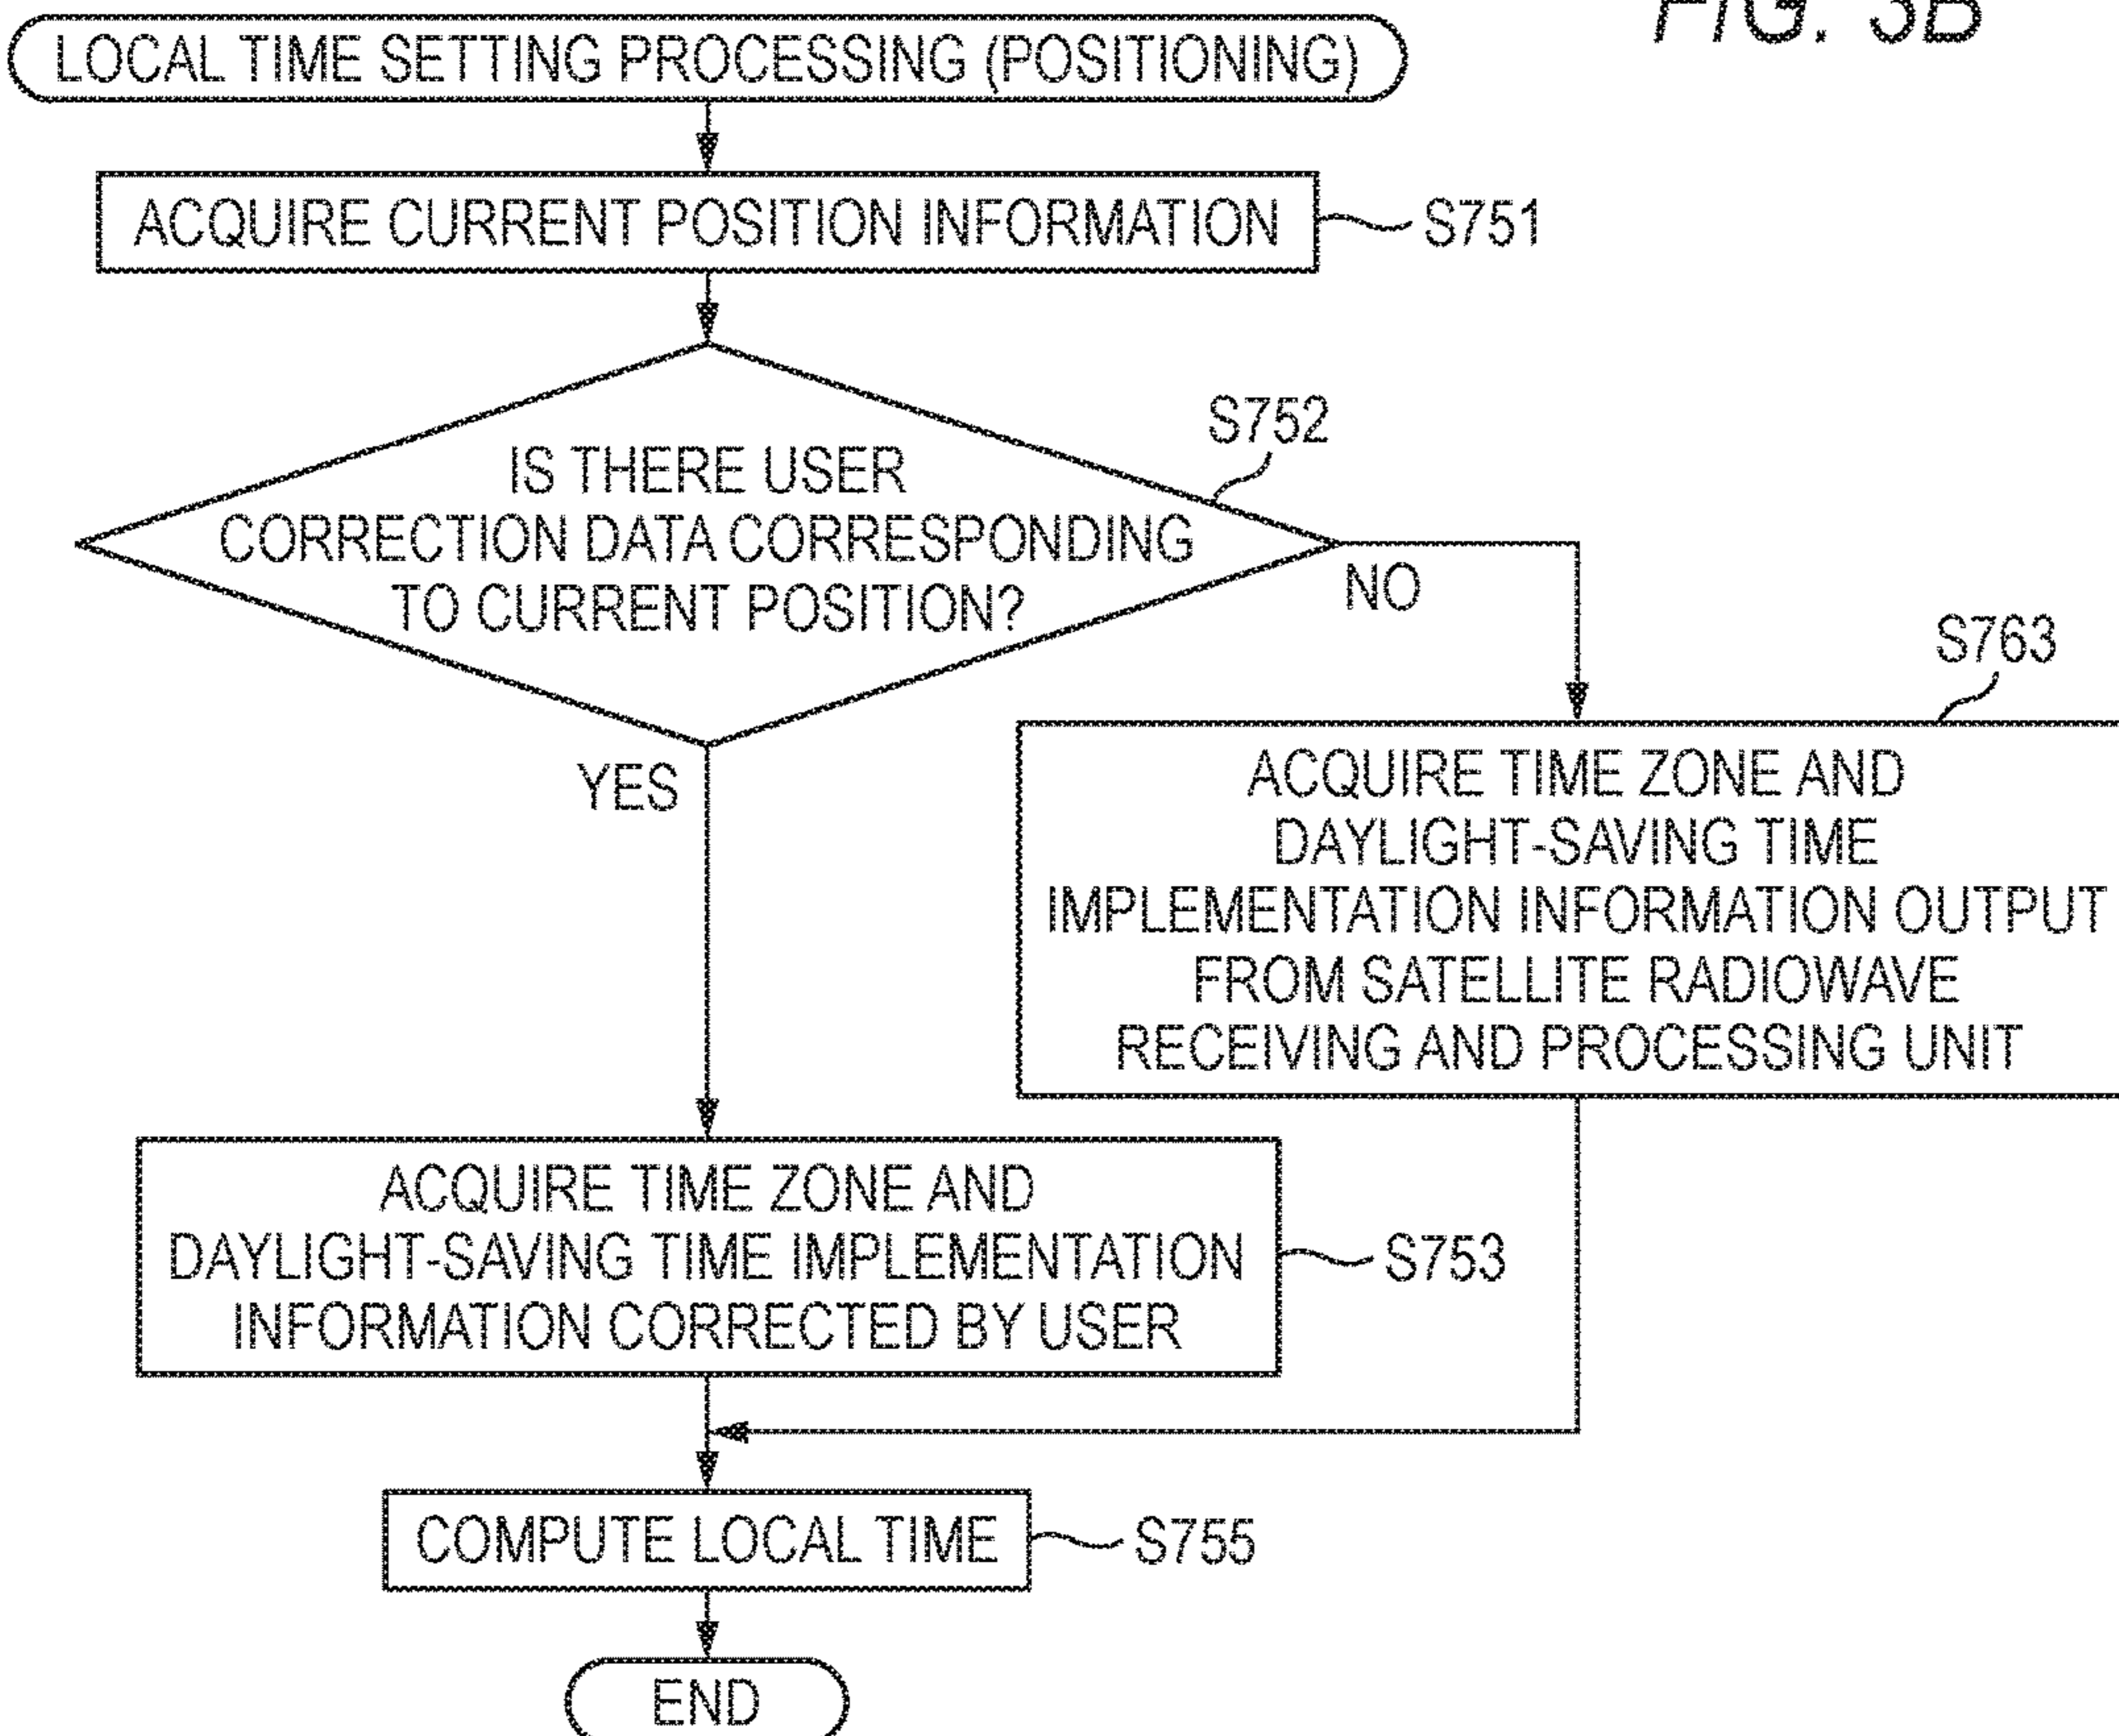 FIG. 3B
LOCAL TIME SETTING PROCESSING (POSITIONING)
ACQUIRE CURRENT POSITION INFORMATION
S751
S752
IS THERE USER
CORRECTION DATA CORRESPONDING
TO CURRENT POSITION?
NO
YES
S763
ACQUIRE TIME ZONE AND
DAYLIGHT-SAVING TIME
IMPLEMENTATION INFORMATION OUTPUT
FROM SATELLITE RADIOWAVE
RECEIVING AND PROCESSING UNIT
ACQUIRE TIME ZONE AND
DAYLIGHT-SAVING TIME IMPLEMENTATION
INFORMATION CORRECTED BY USER
S753
COMPUTE LOCAL TIME
S755
END